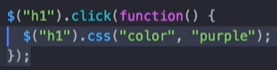 $("h1").click(function() {
  $("h1").css("color", "purple");
});